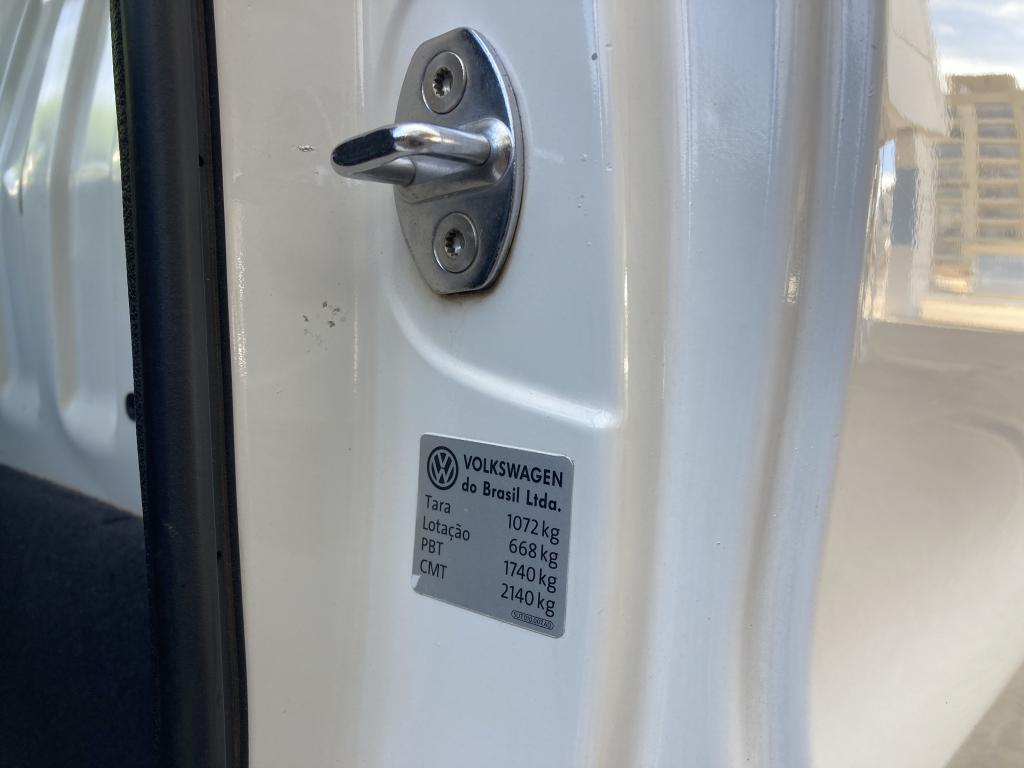 VOLKSWAGEN
do Brasil Ltda.
Tara 1072 kg
Lotação 668 kg
PBT 1740 kg
CMT 2140 kg